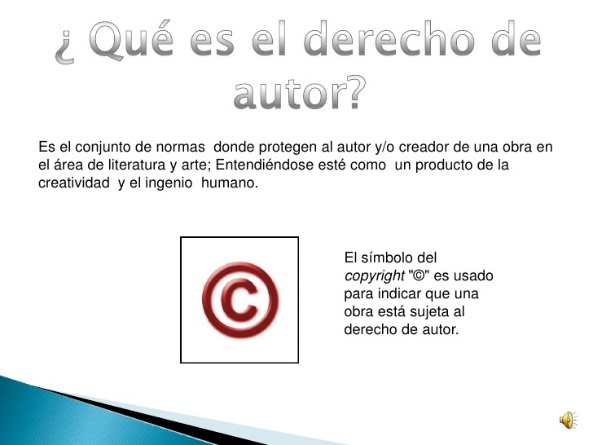 ¿ Qué es el derecho de
autor?
Es el conjunto de normas  donde protegen al autor y/o creador de una obra en
el área de literatura y arte; Entendiéndose esté como  un producto de la
creatividad  y el ingenio  humano.
©
El símbolo del
copyright "©" es usado
para indicar que una
obra está sujeta al
derecho de autor.